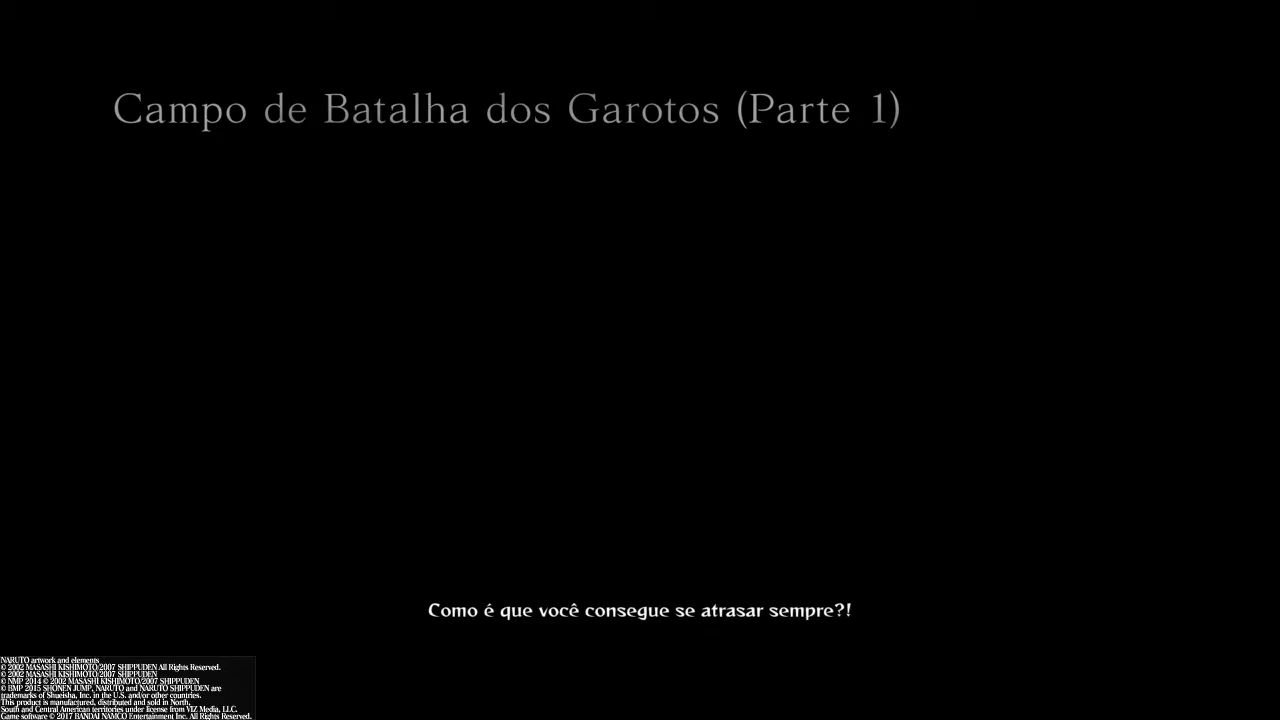 Campo de Batalha dos Garotos (Parte 1)
Como é que você consegue se atrasar sempre?!
NARUTO artwork and elements
© 2002 MASASHI KISHIMOTO/2007 SHIPPUDEN All Rights Reserved.
© 2002 MASASHI KISHIMOTO/2007 SHIPPUDEN
© NMP 2014 © 2002 MASASHI KISHIMOTO/2007 SHIPPUDEN
© BMP 2015 SHONEN JUMP, NARUTO and NARUTO SHIPPUDEN are
trademarks of Shueisha, Inc. in the U.S. and/or other countries.
This product is manufactured, distributed and sold in North,
South and Central American territories under license from VIZ Media, LLC.
Game software © 2017 BANDAI NAMCO Entertainment Inc. All Rights Reserved.